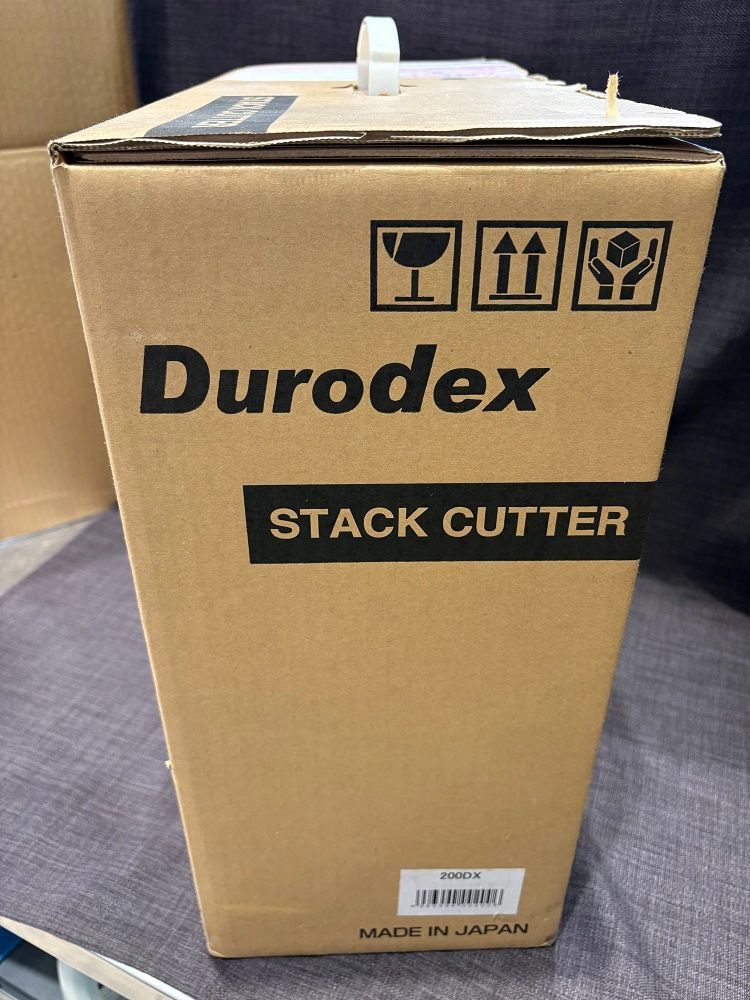 Durodex
STACK CUTTER
200DX
MADE IN JAPAN